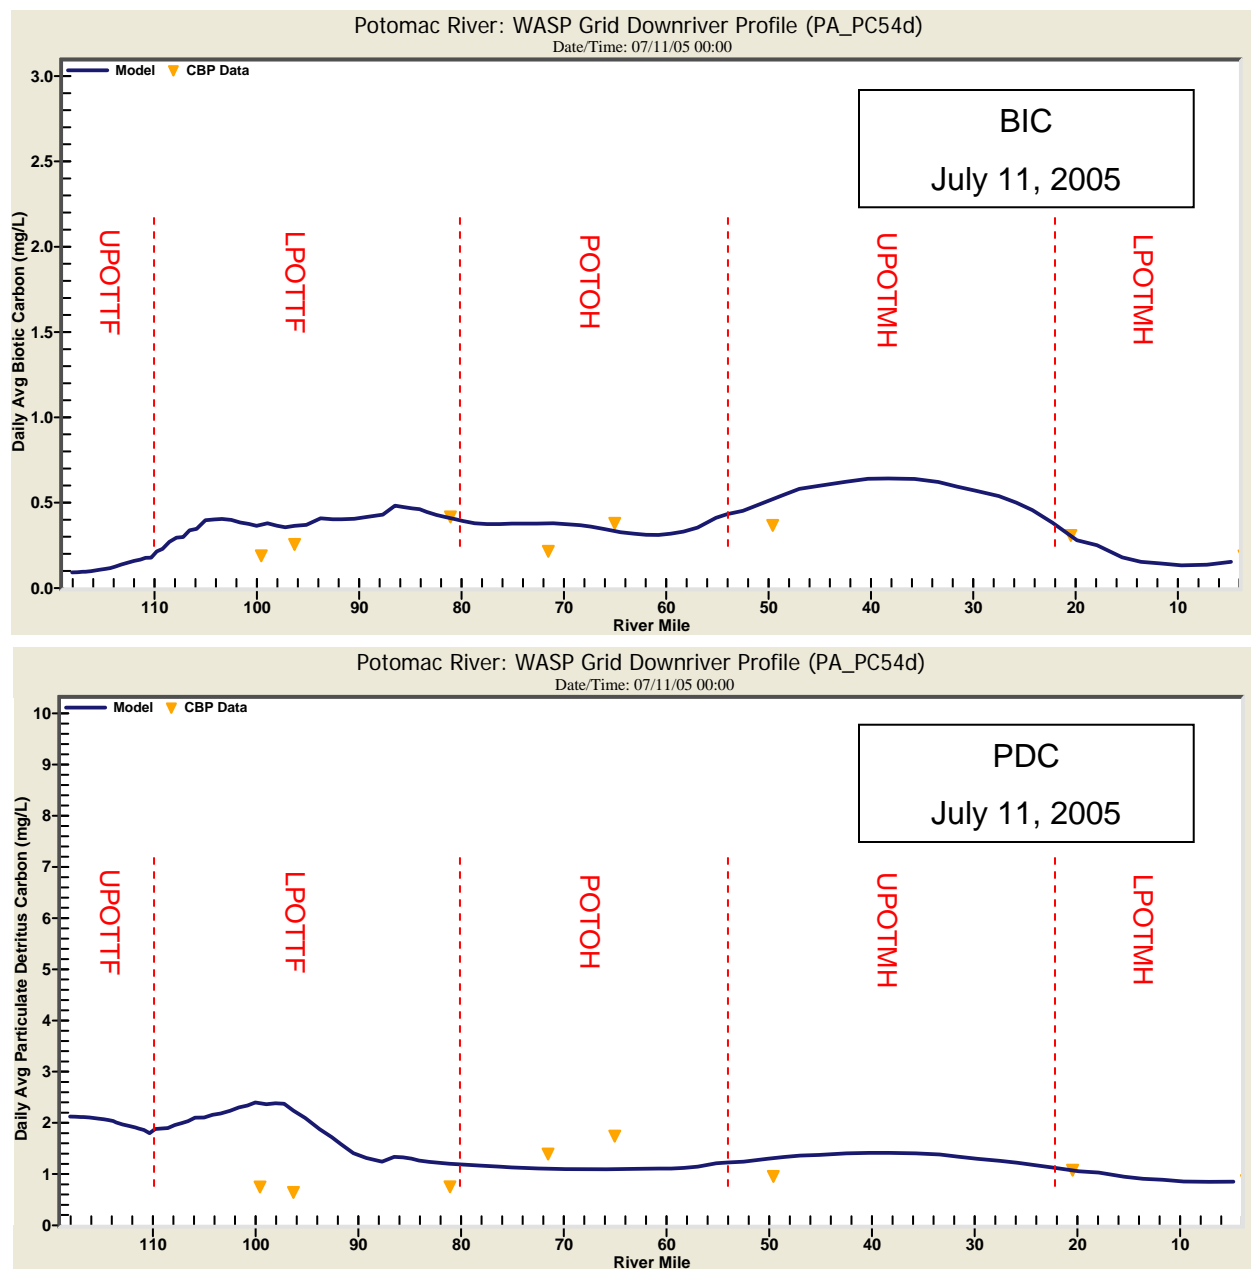 Potomac River: WASP Grid Downriver Profile (PA_PC54d)
Date/Time: 07/11/05 00:00
Model
CBP Data
BIC
July 11, 2005
Daily Avg Biotic Carbon (mg/L)
3.0
2.5
2.0
1.5
1.0
0.5
0.0
UPOTTF
LPOTTF
POTOH
UPOTMH
LPOTMH
110 100 90 80 70 60 50 40 30 20 10
River Mile
Potomac River: WASP Grid Downriver Profile (PA_PC54d)
Date/Time: 07/11/05 00:00
Model
CBP Data
PDC
July 11, 2005
Daily Avg Particulate Detritus Carbon (mg/L)
10
9
8
7
6
5
4
3
2
1
0
UPOTTF
LPOTTF
POTOH
UPOTMH
LPOTMH
110 100 90 80 70 60 50 40 30 20 10
River Mile